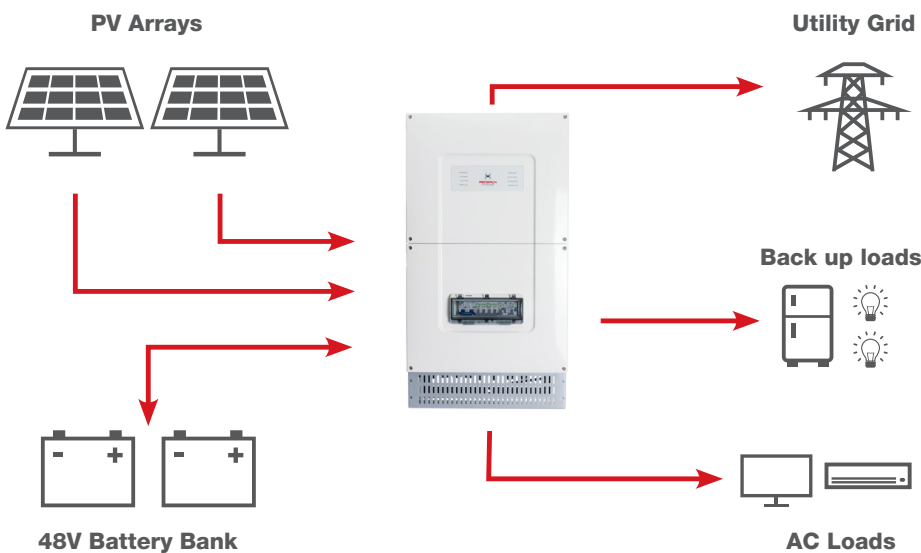 PV Arrays
Utility Grid
Back up loads
48V Battery Bank
AC Loads